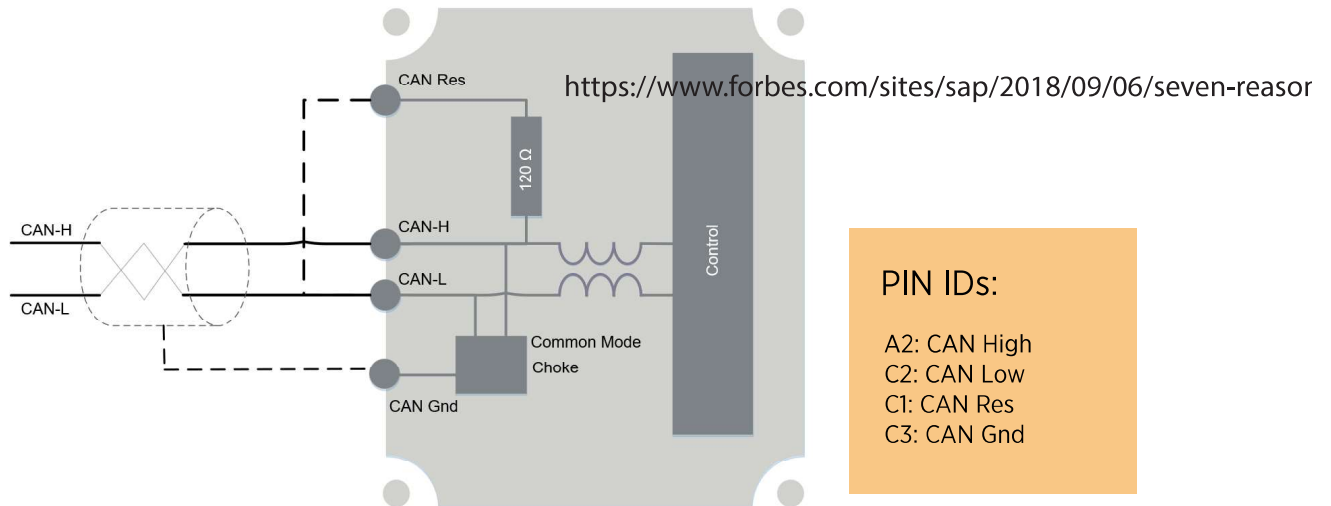 CAN Res
https://www.forbes.com/sites/sap/2018/09/06/seven-reasor
120 Ω
CAN-H
CAN-H
Control
CAN-L
CAN-L
Common Mode
Choke
CAN Gnd
PIN IDs:
A2: CAN High
C2: CAN Low
C1: CAN Res
C3: CAN Gnd